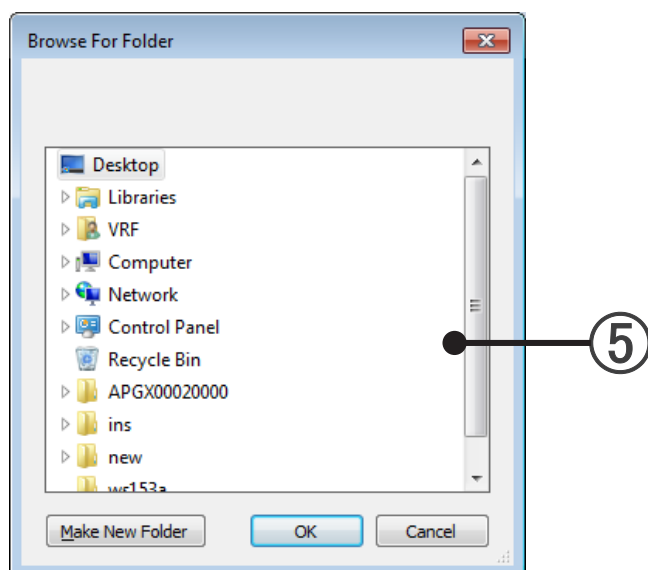 Browse For Folder
Desktop
Libraries
VRF
Computer
Network
Control Panel
Recycle Bin
APGX00020000
ins
new
ws153a
Make New Folder
OK
Cancel
⑤